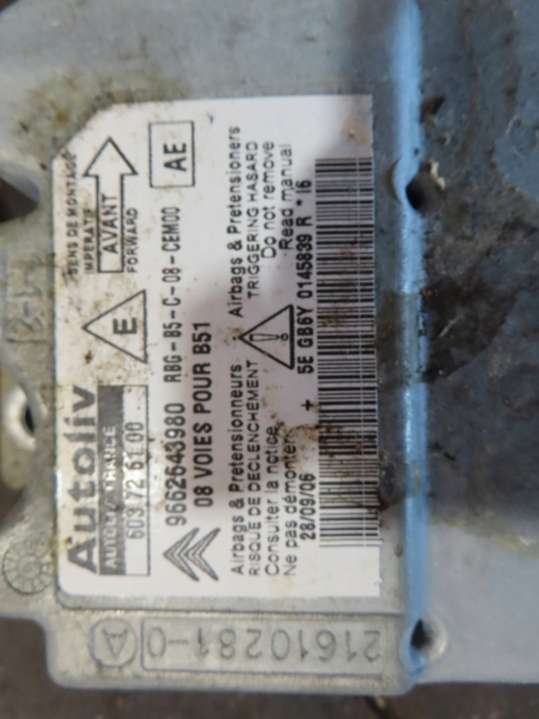 Autoliv
AUTOLIV FRANCE
603 72 61 00
E
SENS DE MONTAGE
IMPERATIF
AVANT
FORWARD
AE
9662643980 RBG-B5-C-08-CEM00
08 VOIES POUR B51
Airbags & Pretensionneurs
RISQUE DE DECLENCHEMENT
Consulter la notice
Ne pas démonter
Airbags & Pretensioners
TRIGGERING HASARD
Do not remove
Read manual
28/09/06 + 5E GB6Y 0145839 R *16
A 21610281-0